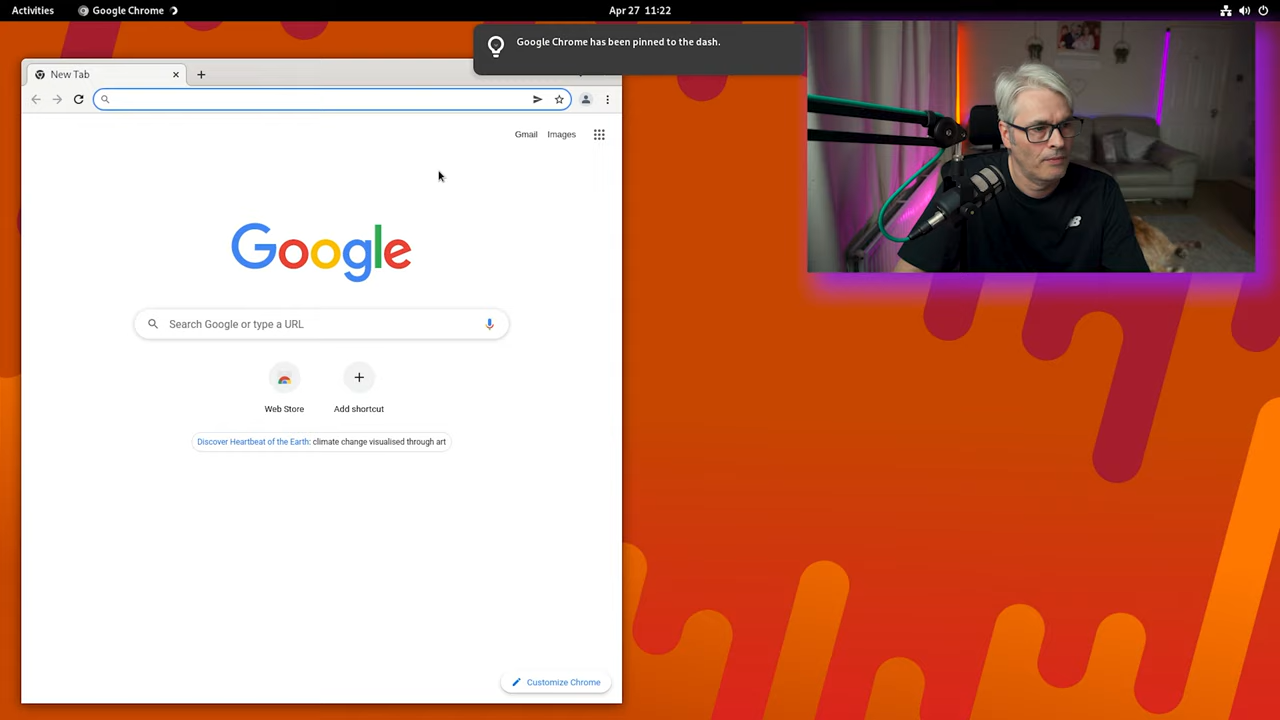 Activities
Google Chrome
Apr 27 11:22
Google Chrome has been pinned to the dash.
New Tab
Gmail
Images
Google
Search Google or type a URL
Web Store
Add shortcut
Discover Heartbeat of the Earth: climate change visualised through art
Customize Chrome